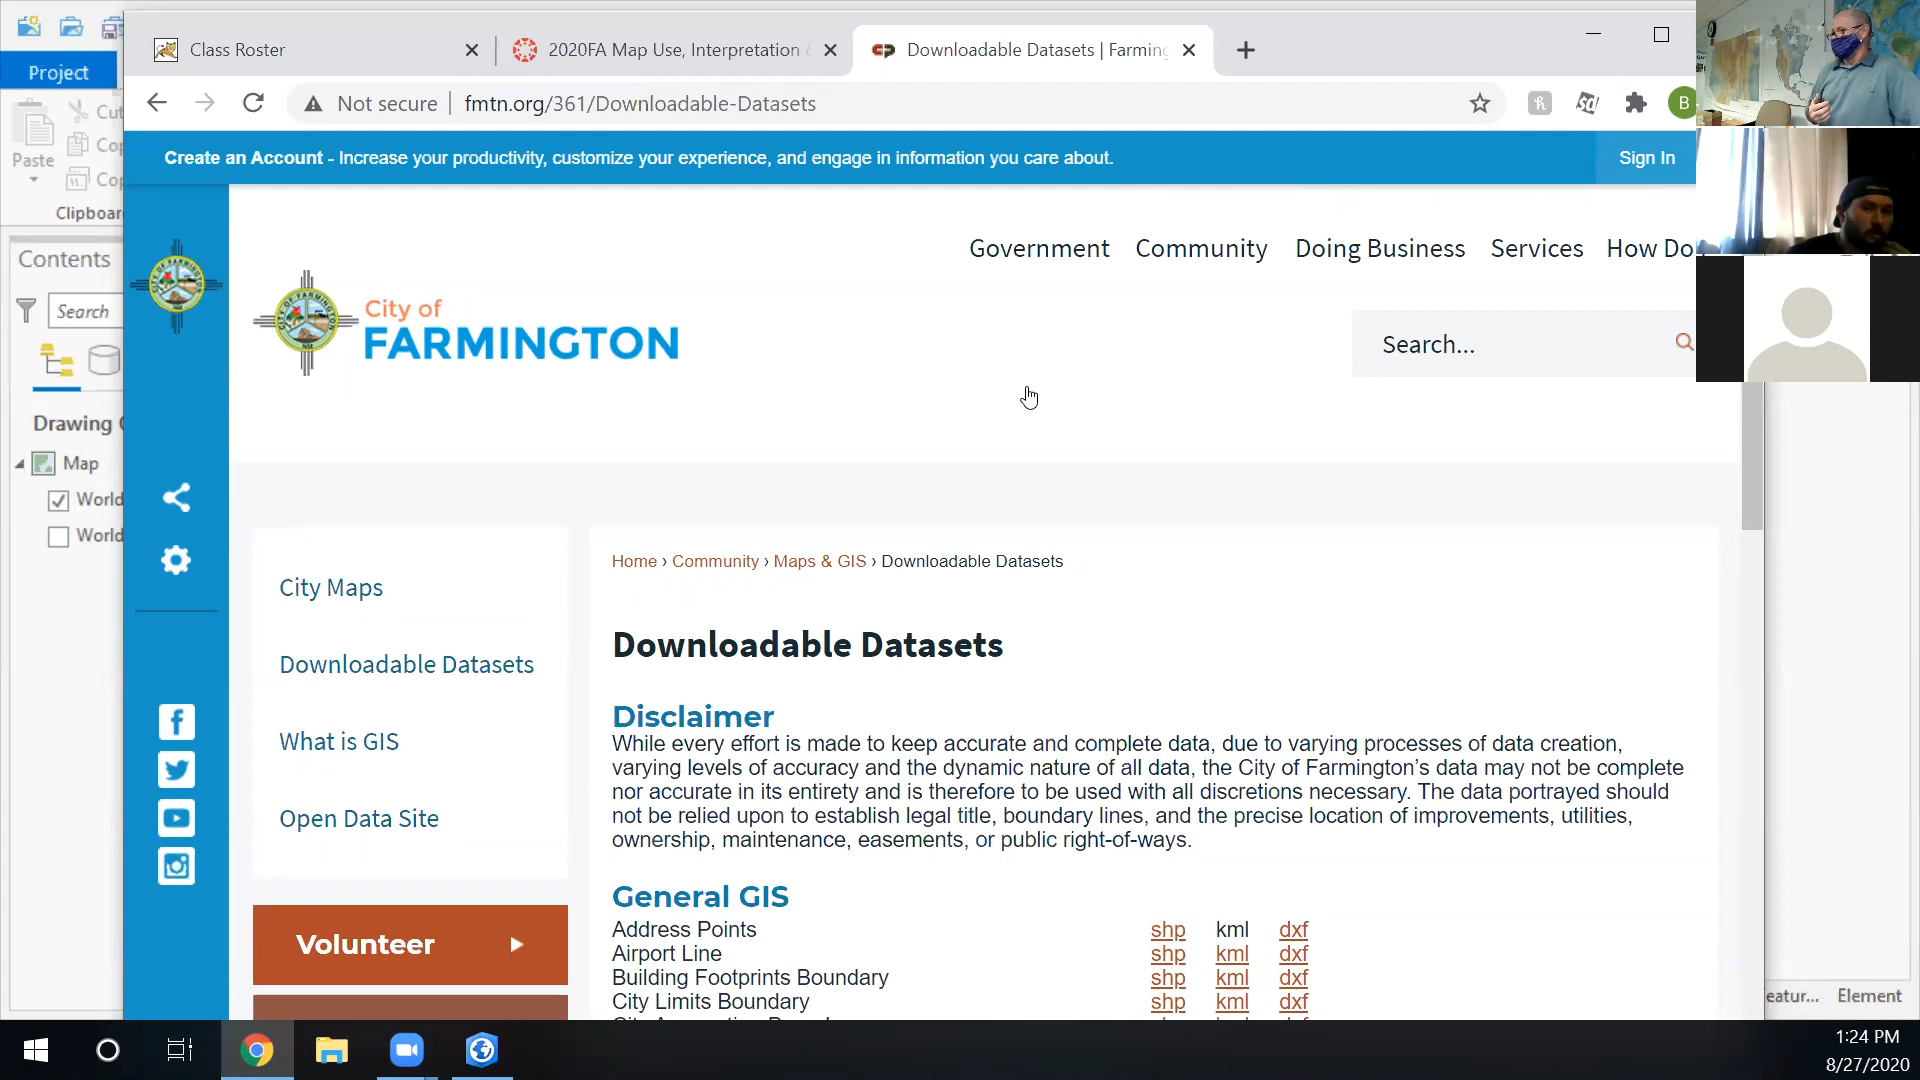 Class Roster
2020FA Map Use, Interpretation &
Downloadable Datasets | Farming
Project
Not secure
fmtn.org/361/Downloadable-Datasets
B
Cut
Paste
Clipboar
Create an Account - Increase your productivity, customize your experience, and engage in information you care about.
Sign In
Contents
Search
Drawing
Map
World
World
Government
Community
Doing Business
Services
How Do
City of
FARMINGTON
Search...
City Maps
Downloadable Datasets
What is GIS
Open Data Site
Volunteer
Home › Community › Maps & GIS › Downloadable Datasets
Downloadable Datasets
Disclaimer
While every effort is made to keep accurate and complete data, due to varying processes of data creation,
varying levels of accuracy and the dynamic nature of all data, the City of Farmington’s data may not be complete
nor accurate in its entirety and is therefore to be used with all discretions necessary. The data portrayed should
not be relied upon to establish legal title, boundary lines, and the precise location of improvements, utilities,
ownership, maintenance, easements, or public right-of-ways.
General GIS
Address Points shp kml dxf
Airport Line shp kml dxf
Building Footprints Boundary shp kml dxf
City Limits Boundary shp kml dxf
eatur...
Element
1:24 PM
8/27/2020